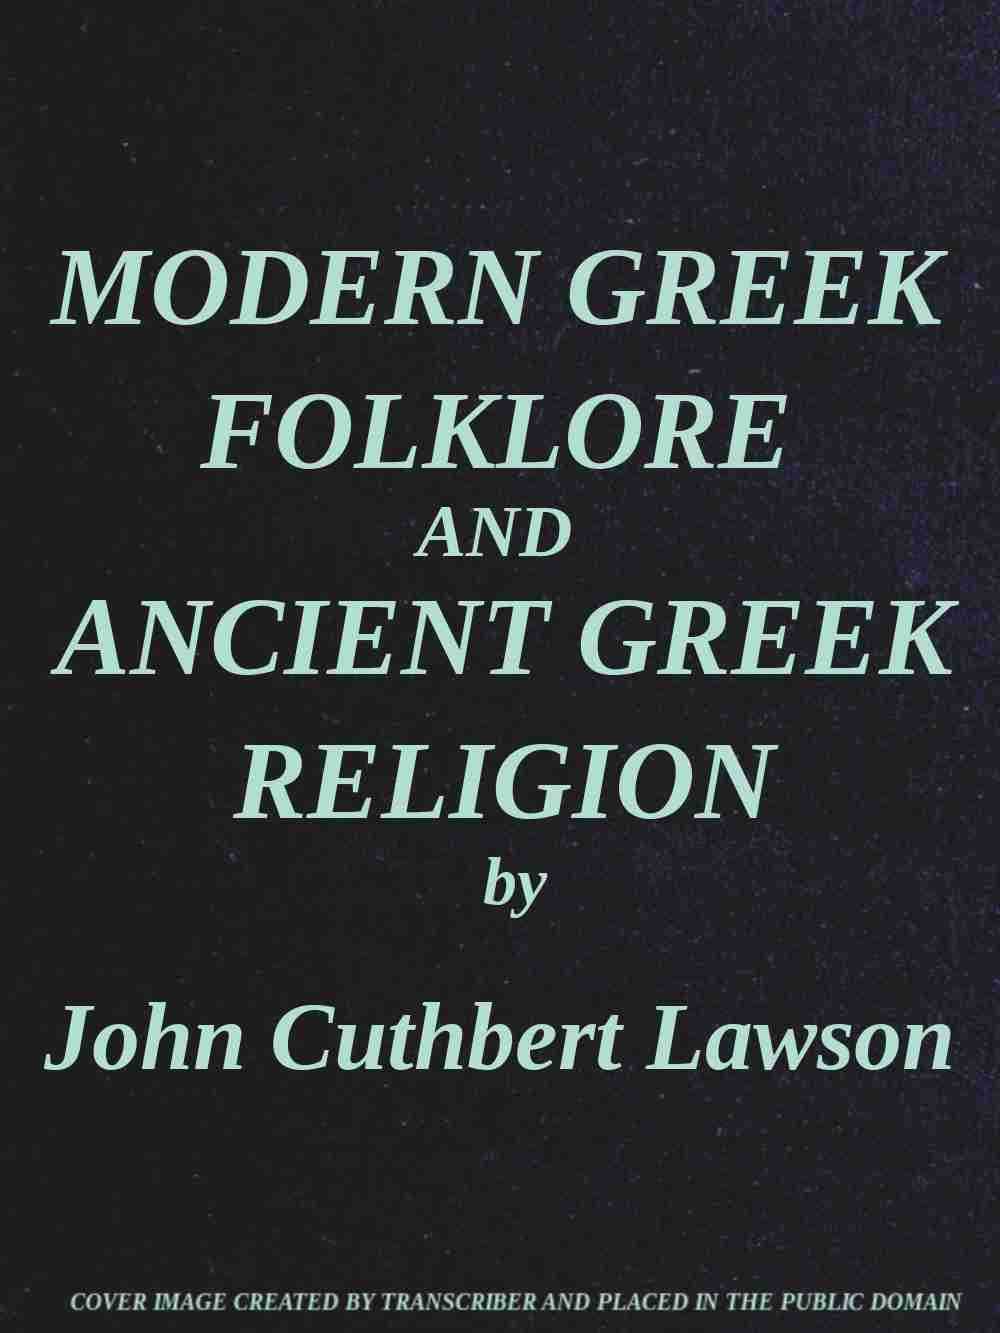 MODERN GREEK
FOLKLORE
AND
ANCIENT GREEK
RELIGION
by
John Cuthbert Lawson
COVER IMAGE CREATED BY TRANSCRIBER AND PLACED IN THE PUBLIC DOMAIN